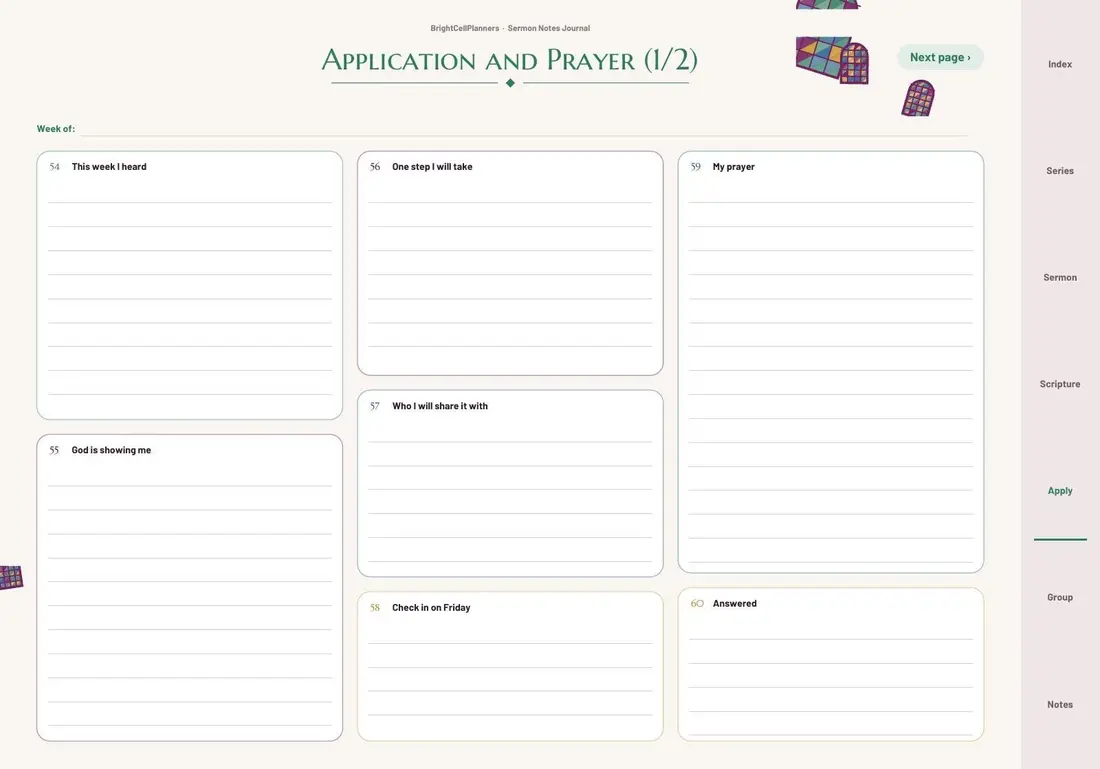 BrightCellPlanners · Sermon Notes Journal
Application and Prayer (1/2)
Next page ›
Week of:
54 This week I heard
55 God is showing me
56 One step I will take
57 Who I will share it with
58 Check in on Friday
59 My prayer
60 Answered
Index
Series
Sermon
Scripture
Apply
Group
Notes